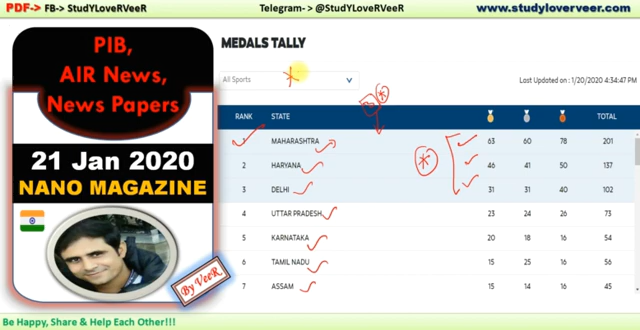 PDF-> FB-> StudyLoveRVeeR
Telegram-> @StudYLoveRVeeR
www.studyloverveer.com
PIB,
AIR News,
News Papers
21 Jan 2020
NANO MAGAZINE
By VeeR
MEDALS TALLY
All Sports
Last Updated on : 1/20/2020 4:34:47 PM
RANK STATE TOTAL
MAHARASHTRA 63 60 78 201
2 HARYANA 46 41 50 137
3 DELHI 31 31 40 102
4 UTTAR PRADESH 23 24 26 73
5 KARNATAKA 20 18 16 54
6 TAMIL NADU 15 25 16 56
7 ASSAM 15 14 16 45
Be Happy, Share & Help Each Other!!!